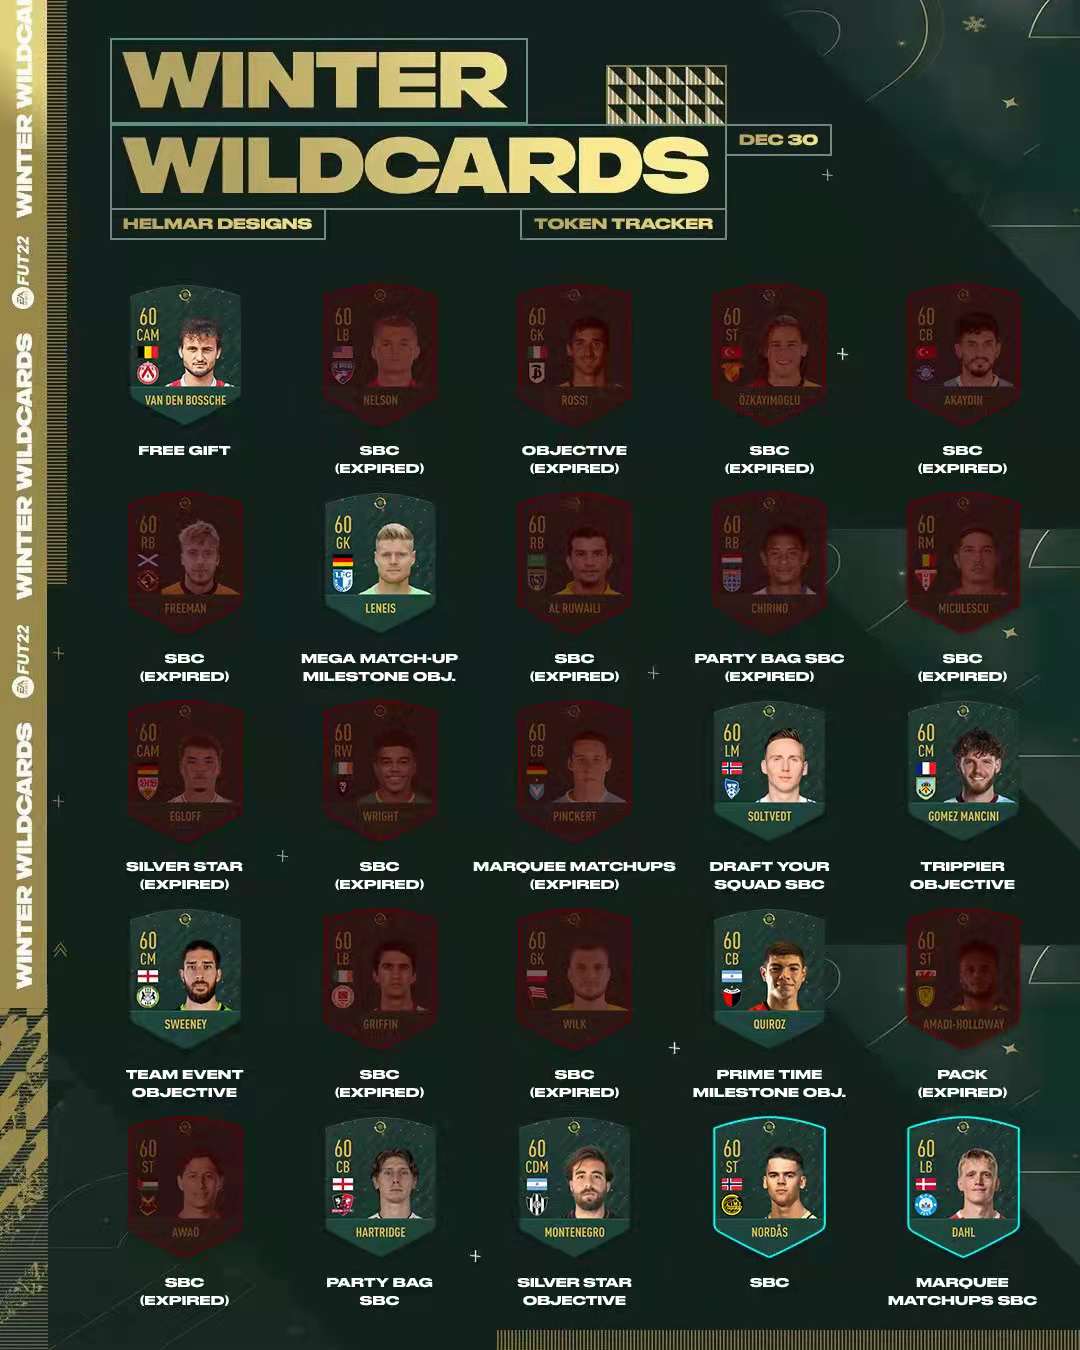 WINTER
WILDCARDS
DEC 30
HELMAR DESIGNS
TOKEN TRACKER
WINTER WILDCARDS
FUT22
WINTER WILDCARDS
FUT22
WINTER WILDCARDS
60 60 60 60 60
CAM LB GK ST CB
VAN DEN BOSSCHE NELSON ROSSI ÖZKAYIMOGLU AKAYDIN
FREE GIFT SBC OBJECTIVE SBC SBC
(EXPIRED) (EXPIRED) (EXPIRED) (EXPIRED)
60 60 60 60 60
RB GK RB RB RM
FREEMAN LENEIS AL RUWAILI CHIRINO MICULESCU
SBC MEGA MATCH-UP SBC PARTY BAG SBC SBC
(EXPIRED) MILESTONE OBJ. (EXPIRED) (EXPIRED) (EXPIRED)
60 60 60 60 60
CAM RW CB LM CM
EGLOFF WRIGHT PINCKERT SOLTVEDT GOMEZ MANCINI
SILVER STAR SBC MARQUEE MATCHUPS DRAFT YOUR TRIPPIER
(EXPIRED) (EXPIRED) (EXPIRED) SQUAD SBC OBJECTIVE
60 60 60 60 60
CM LB GK CB ST
SWEENEY GRIFFIN WILK QUIROZ AMADI-HOLLOWAY
TEAM EVENT SBC SBC PRIME TIME PACK
OBJECTIVE (EXPIRED) (EXPIRED) MILESTONE OBJ. (EXPIRED)
60 60 60 60 60
ST CB CDM ST LB
AWAD HARTRIDGE MONTENEGRO NORDÅS DAHL
SBC PARTY BAG SILVER STAR SBC MARQUEE
(EXPIRED) SBC OBJECTIVE MATCHUPS SBC